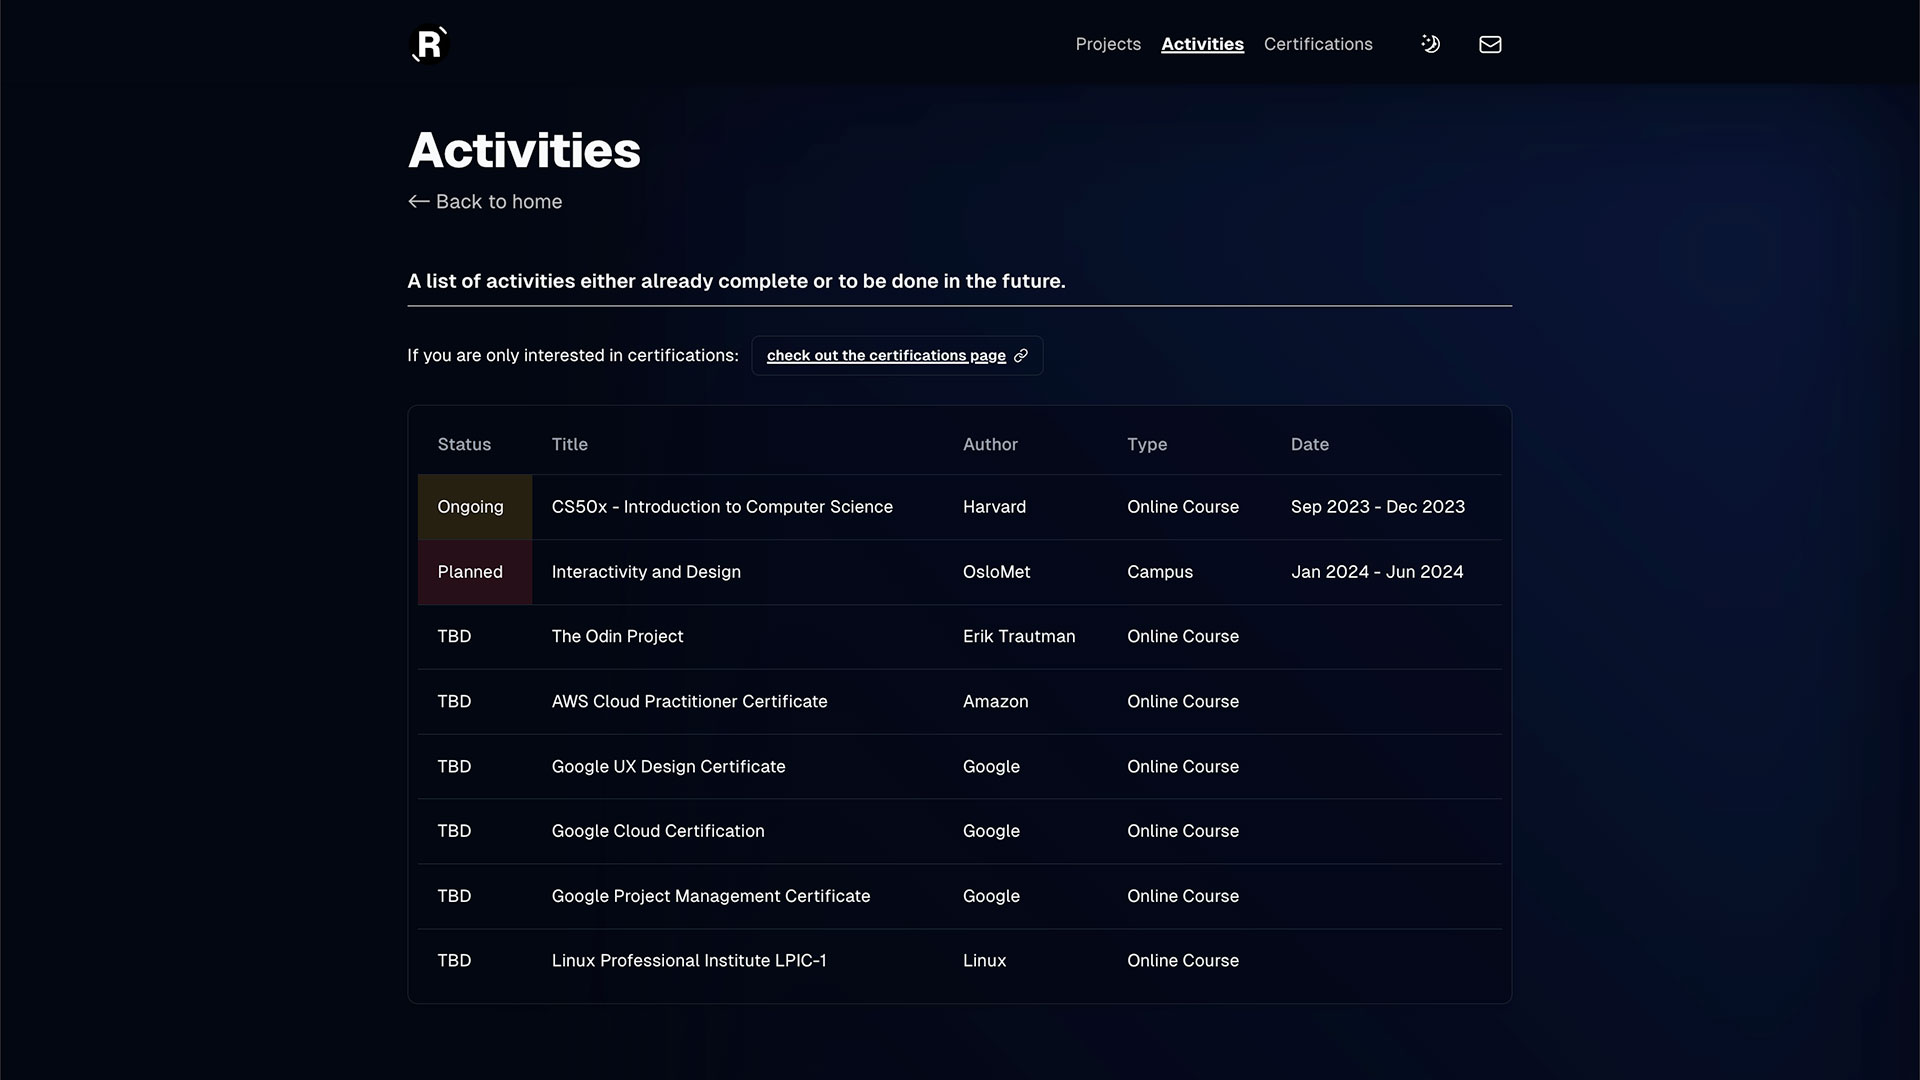 R
Projects Activities Certifications
Activities
← Back to home
A list of activities either already complete or to be done in the future.
If you are only interested in certifications: check out the certifications page
Status Title Author Type Date
Ongoing CS50x - Introduction to Computer Science Harvard Online Course Sep 2023 - Dec 2023
Planned Interactivity and Design OsloMet Campus Jan 2024 - Jun 2024
TBD The Odin Project Erik Trautman Online Course
TBD AWS Cloud Practitioner Certificate Amazon Online Course
TBD Google UX Design Certificate Google Online Course
TBD Google Cloud Certification Google Online Course
TBD Google Project Management Certificate Google Online Course
TBD Linux Professional Institute LPIC-1 Linux Online Course